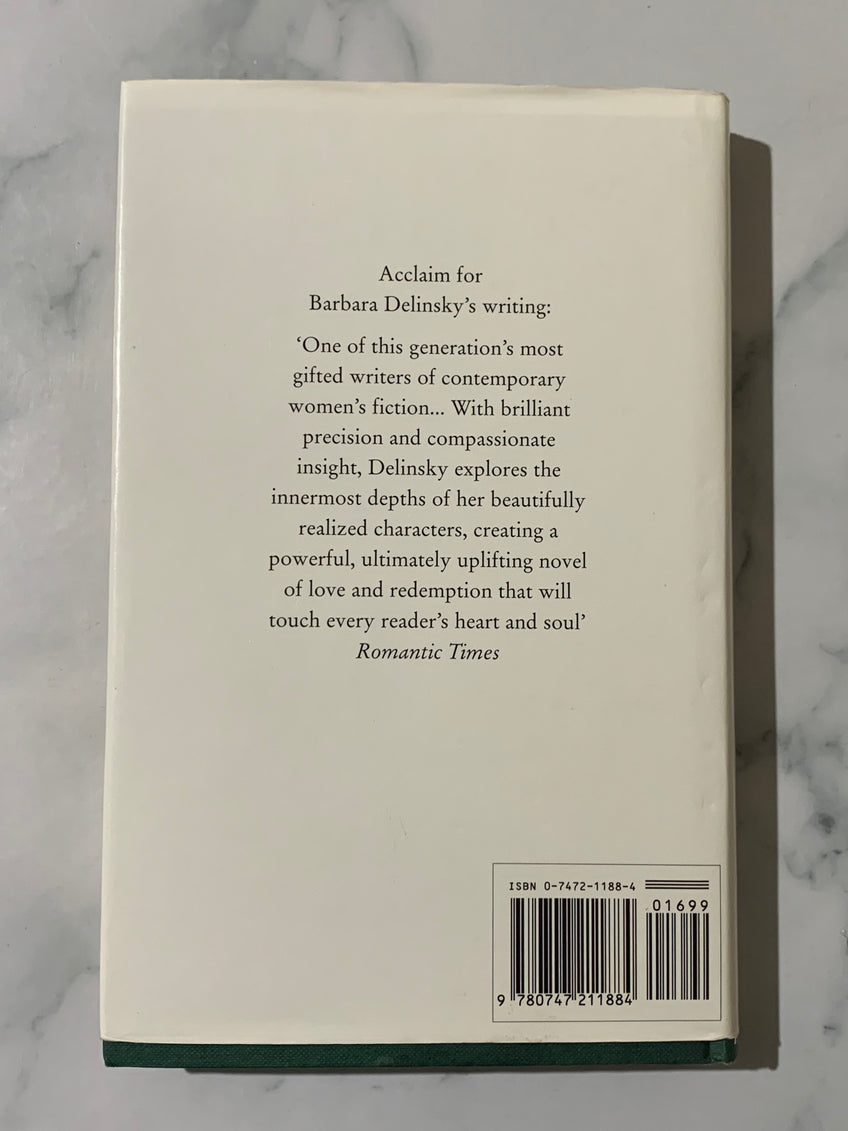 Acclaim for
Barbara Delinsky’s writing:
‘One of this generation’s most
gifted writers of contemporary
women’s fiction... With brilliant
precision and compassionate
insight, Delinsky explores the
innermost depths of her beautifully
realized characters, creating a
powerful, ultimately uplifting novel
of love and redemption that will
touch every reader’s heart and soul’
Romantic Times
ISBN 0-7472-1188-4
01699
9 780747 211884